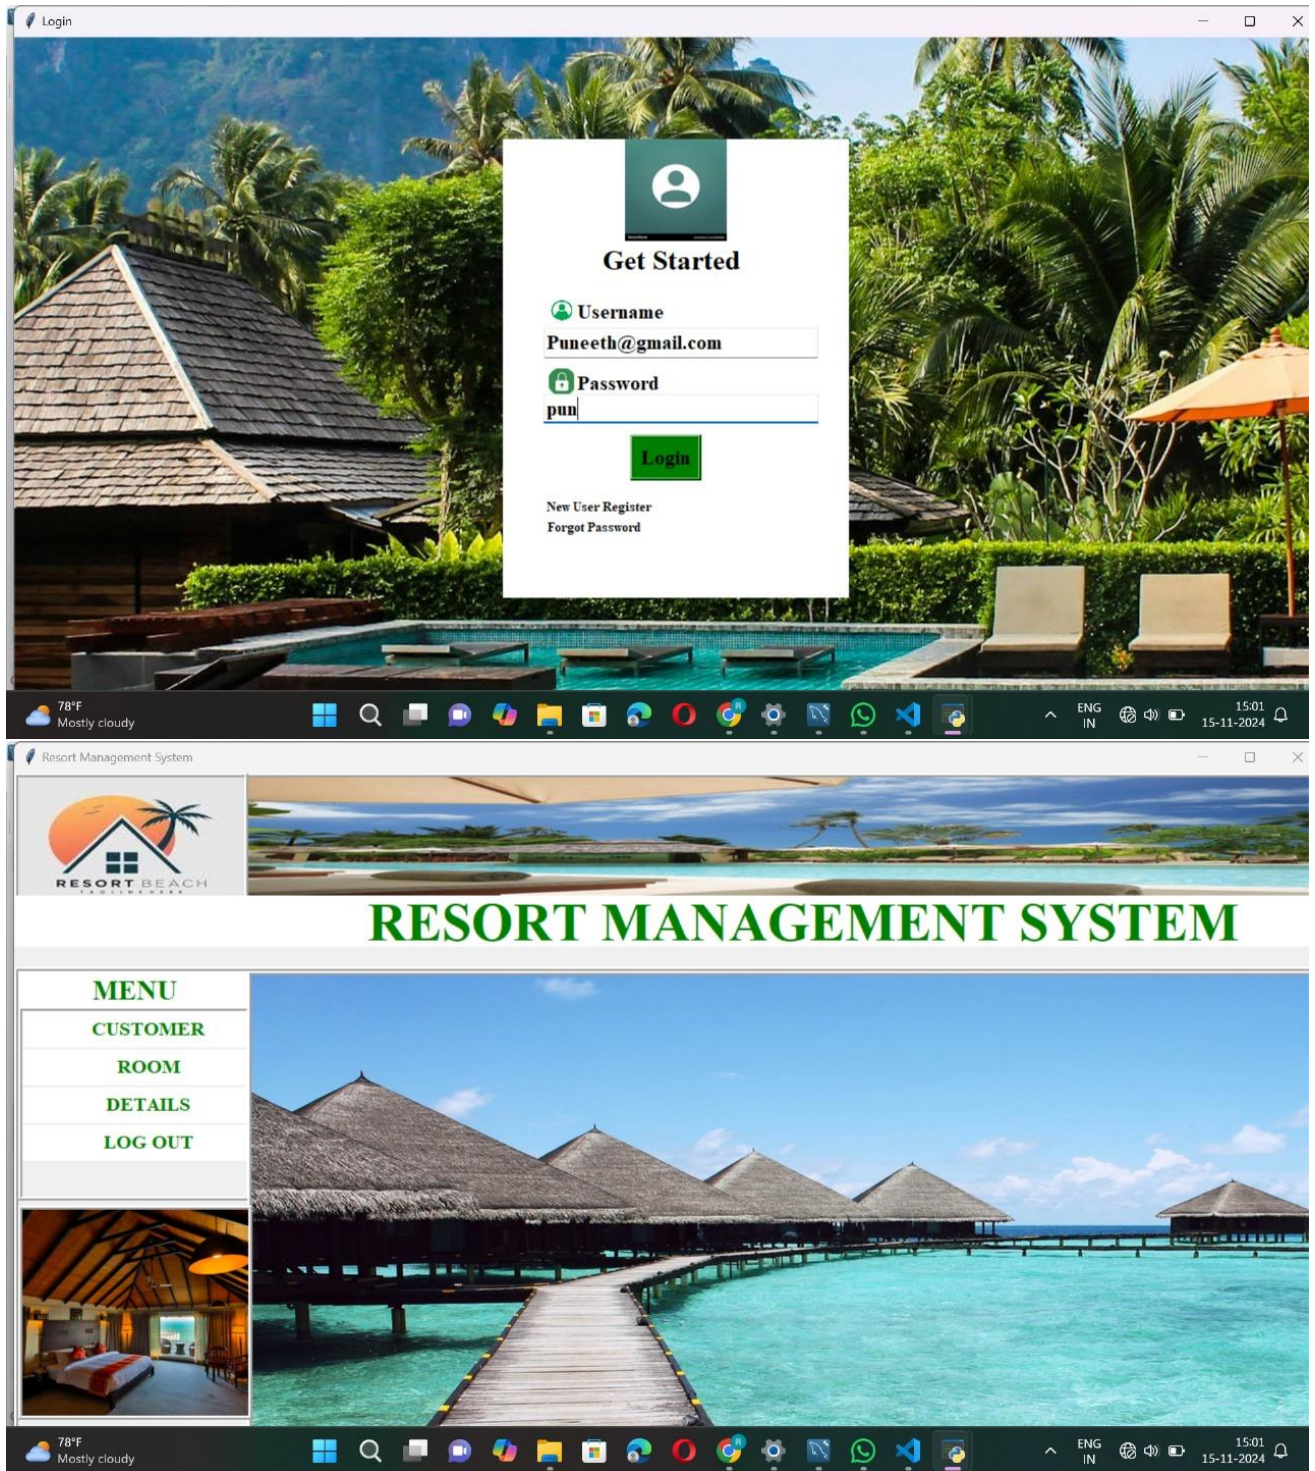 Login
Get Started
Username
Puneeth@gmail.com
Password
pun
Login
New User Register
Forgot Password
78°F
Mostly cloudy
ENG
IN
15:01
15-11-2024
Resort Management System
RESORT BEACH
RESORT MANAGEMENT SYSTEM
MENU
CUSTOMER
ROOM
DETAILS
LOG OUT
78°F
Mostly cloudy
ENG
IN
15:01
15-11-2024